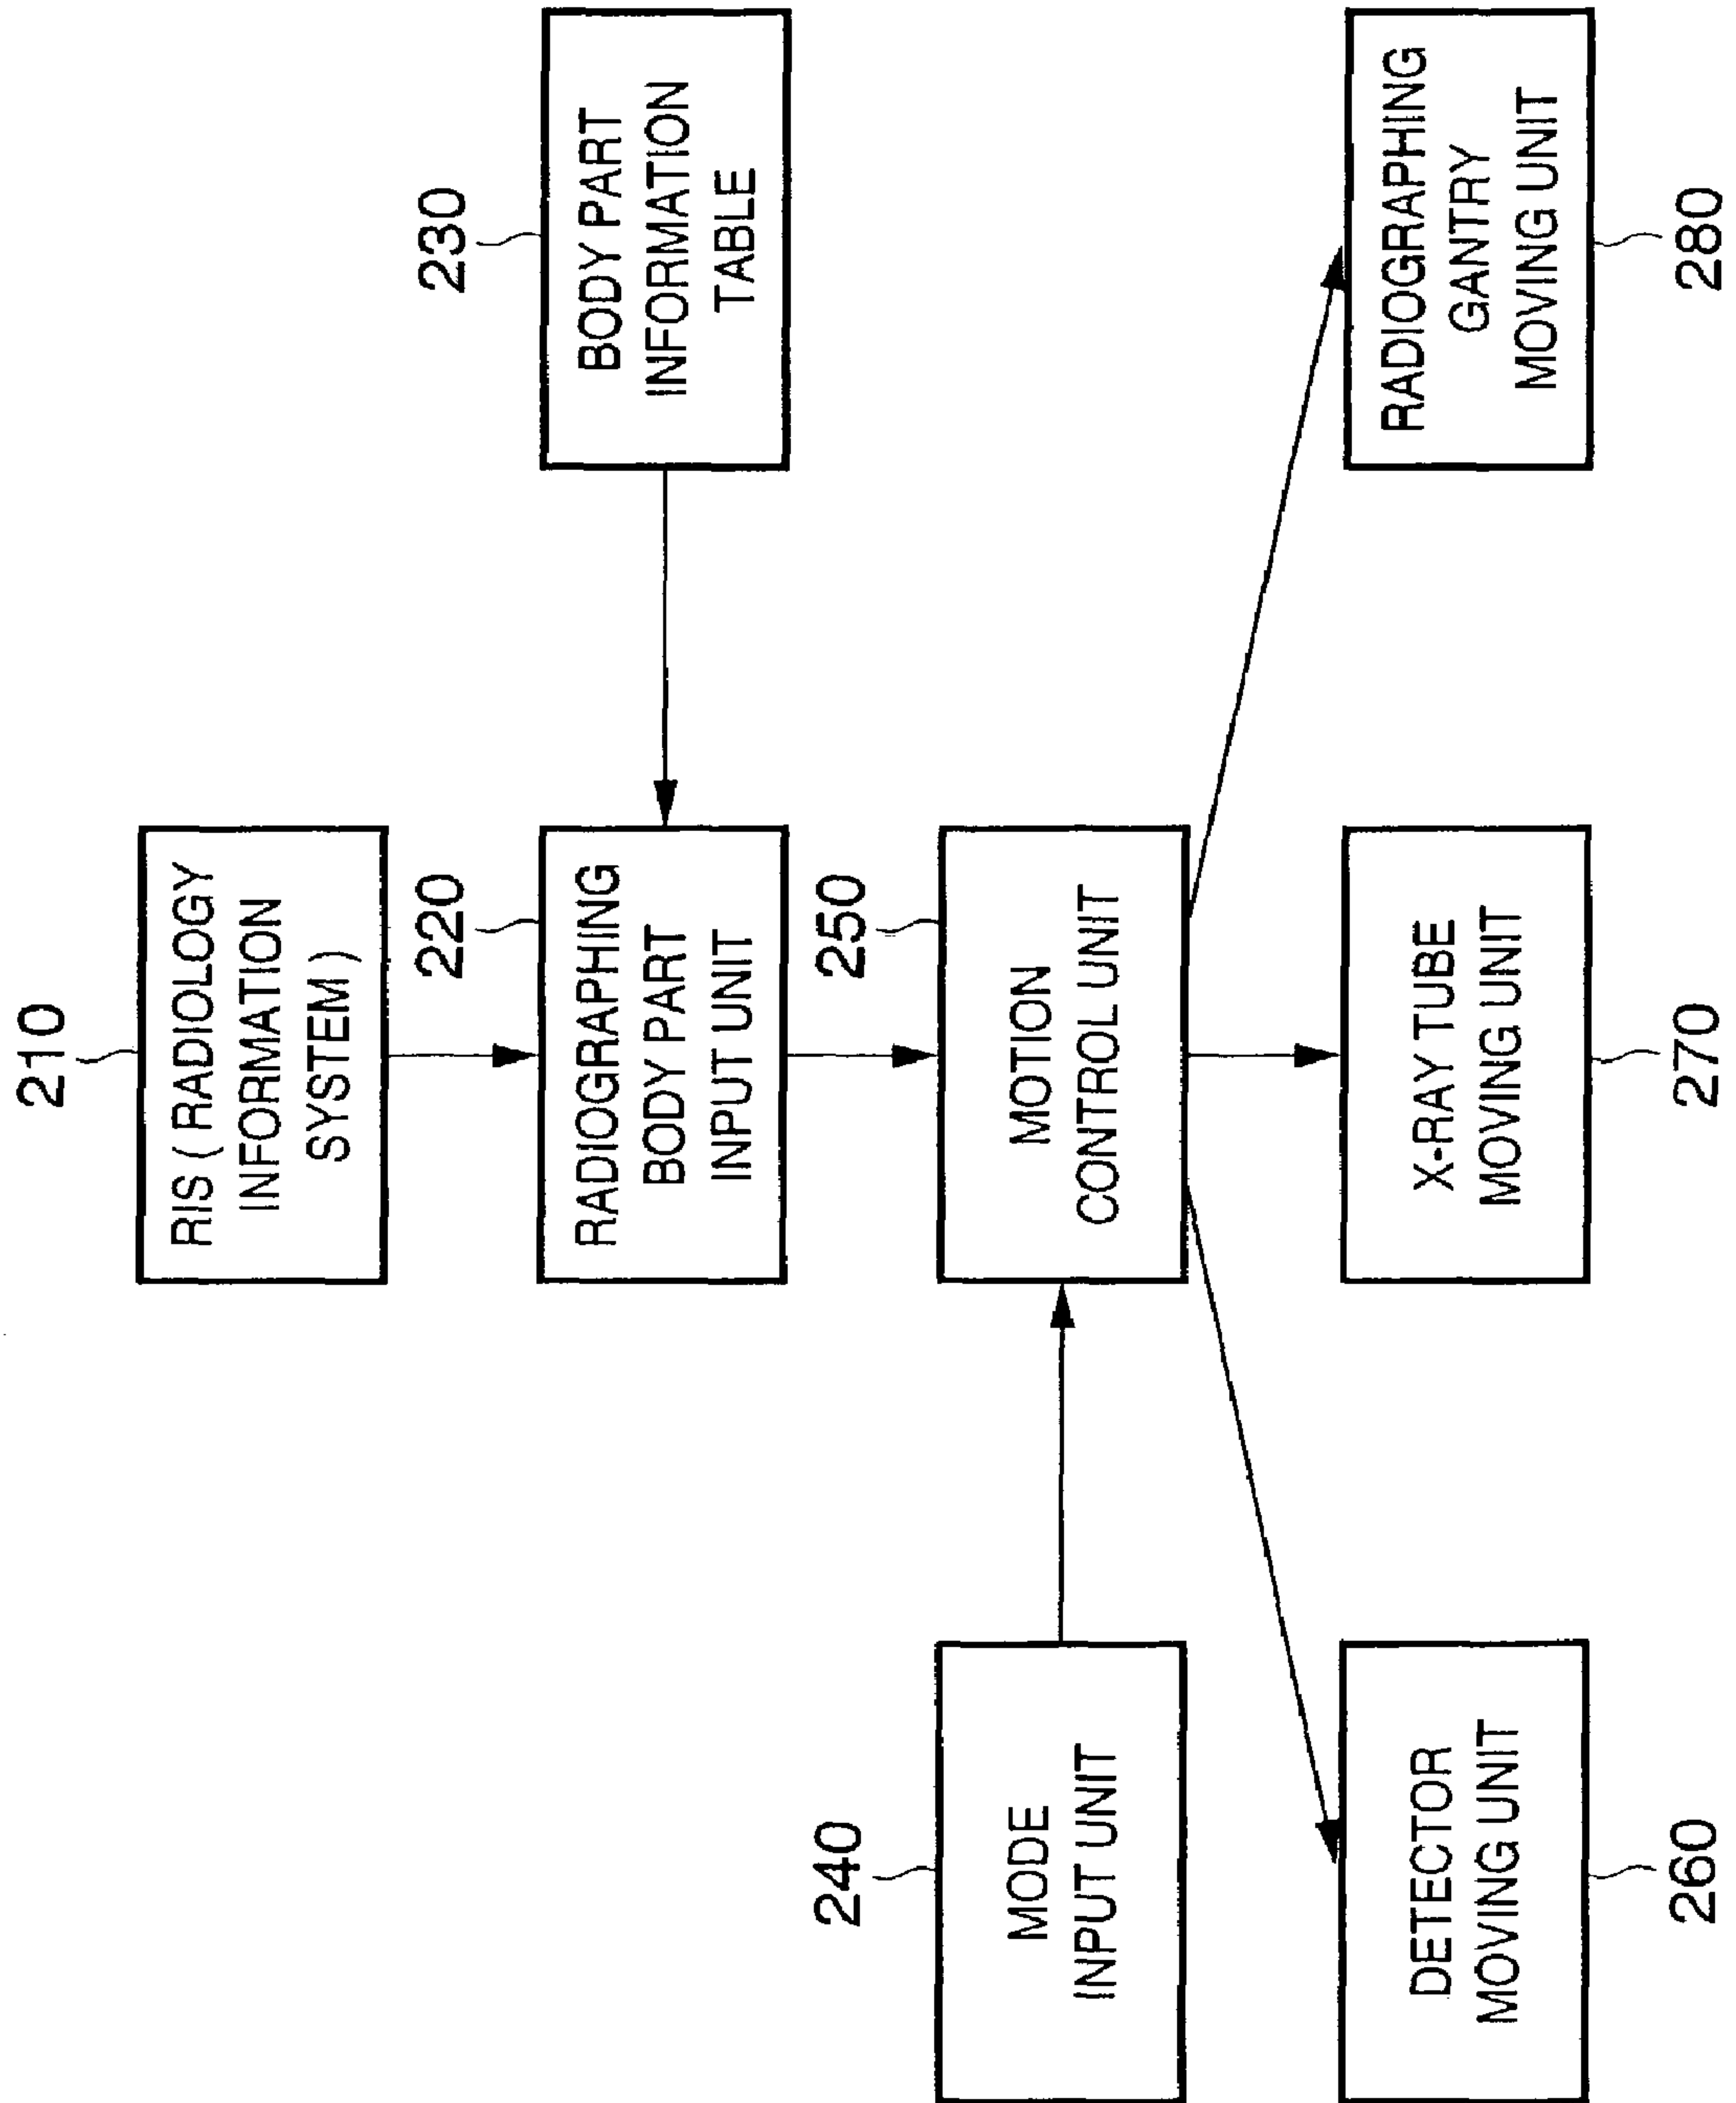 210
RIS ( RADIOLOGY
INFORMATION
SYSTEM )
220
RADIOGRAPHING
BODY PART
INPUT UNIT
230
BODY PART
INFORMATION
TABLE
240
MODE
INPUT UNIT
250
MOTION
CONTROL UNIT
DETECTOR
MOVING UNIT
260
X-RAY TUBE
MOVING UNIT
270
RADIOGRAPHING
GANTRY
MOVING UNIT
280